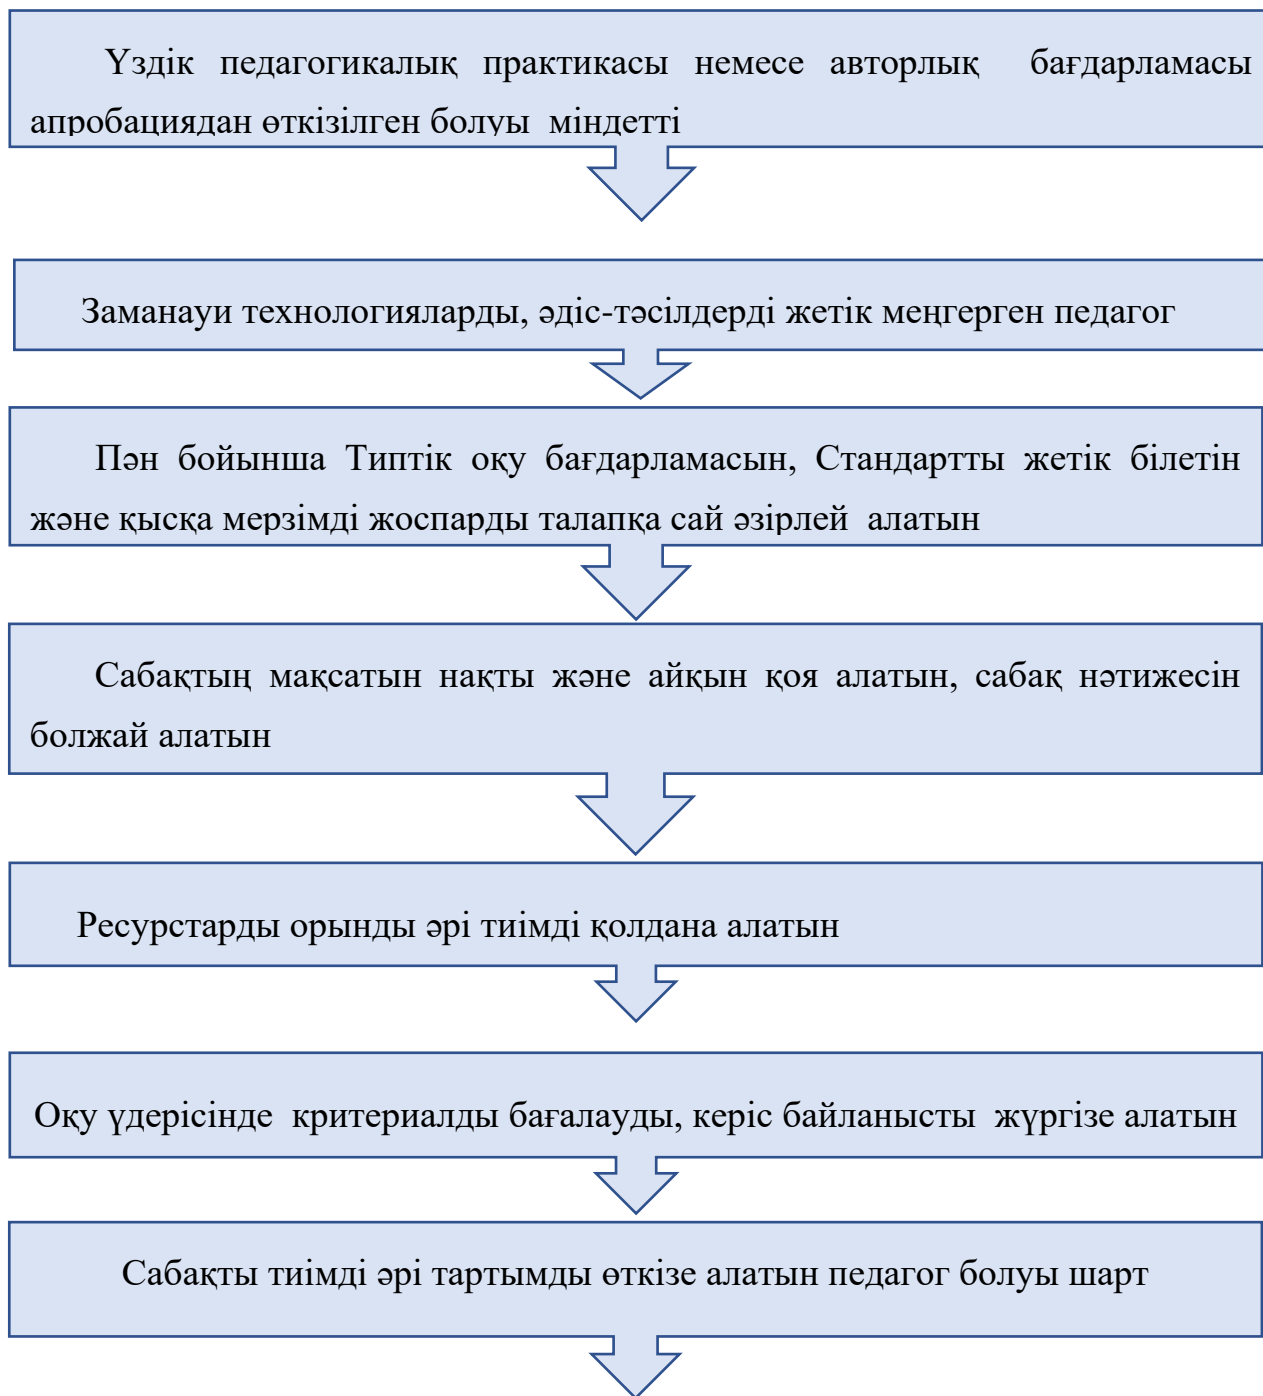 Үздік педагогикалық практикасы немесе авторлық бағдарламасы
апробациядан өткізілген болуы міндетті
Заманауи технологияларды, әдіс-тәсілдерді жетік меңгерген педагог
Пән бойынша Типтік оқу бағдарламасын, Стандартты жетік білетін
және қысқа мерзімді жоспарды талапқа сай әзірлей алатын
Сабақтың мақсатын нақты және айқын қоя алатын, сабақ нәтижесін
болжай алатын
Ресурстарды орынды әрі тиімді қолдана алатын
Оқу үдерісінде критериалды бағалауды, керіс байланысты жүргізе алатын
Сабақты тиімді әрі тартымды өткізе алатын педагог болуы шарт